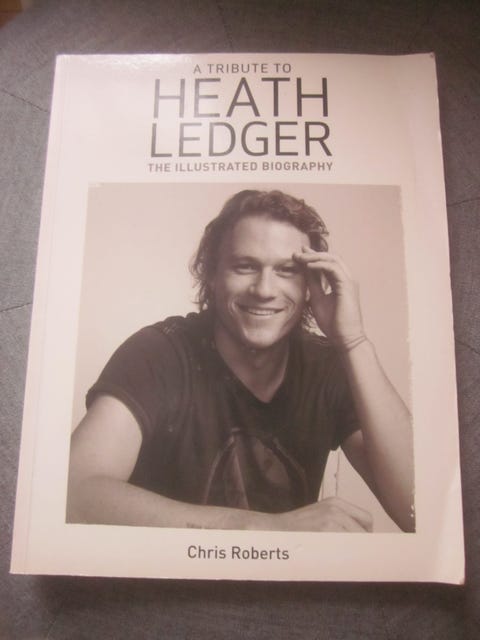 A TRIBUTE TO
HEATH
LEDGER
THE ILLUSTRATED BIOGRAPHY
Chris Roberts